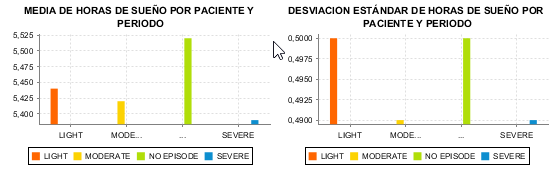 MEDIA DE HORAS DE SUEÑO POR PACIENTE Y
PERIODO
5,525
5,500
5,475
5,450
5,425
5,400
LIGHT MODE... ... SEVERE
LIGHT MODERATE NO EPISODE SEVERE
DESVIACION ESTÁNDAR DE HORAS DE SUEÑO POR
PACIENTE Y PERIODO
0,5000
0,4975
0,4950
0,4925
0,4900
LIGHT MODE... ... SEVERE
LIGHT MODERATE NO EPISODE SEVERE